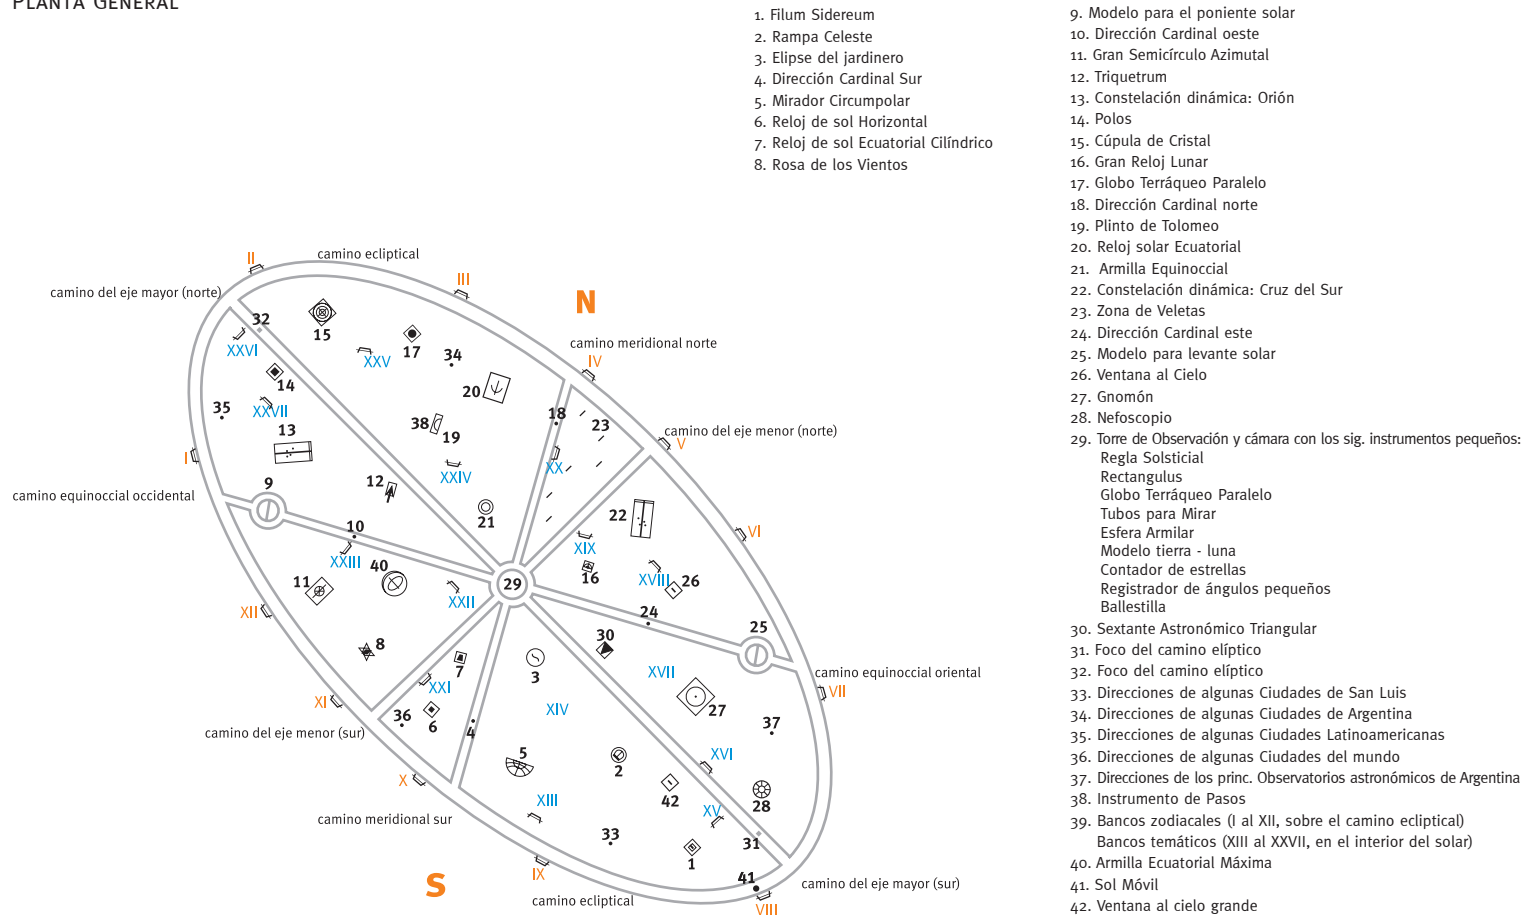 PLANTA GENERAL
1. Filum Sidereum
2. Rampa Celeste
3. Elipse del jardinero
4. Dirección Cardinal Sur
5. Mirador Circumpolar
6. Reloj de sol Horizontal
7. Reloj de sol Ecuatorial Cilíndrico
8. Rosa de los Vientos
9. Modelo para el poniente solar
10. Dirección Cardinal oeste
11. Gran Semicírculo Azimutal
12. Triquetrum
13. Constelación dinámica: Orión
14. Polos
15. Cúpula de Cristal
16. Gran Reloj Lunar
17. Globo Terráqueo Paralelo
18. Dirección Cardinal norte
19. Plinto de Tolomeo
20. Reloj solar Ecuatorial
21. Armilla Equinoccial
22. Constelación dinámica: Cruz del Sur
23. Zona de Veletas
24. Dirección Cardinal este
25. Modelo para levante solar
26. Ventana al Cielo
27. Gnomón
28. Nefoscopio
29. Torre de Observación y cámara con los sig. instrumentos pequeños:
Regla Solsticial
Rectangulus
Globo Terráqueo Paralelo
Tubos para Mirar
Esfera Armilar
Modelo tierra - luna
Contador de estrellas
Registrador de ángulos pequeños
Ballestilla
30. Sextante Astronómico Triangular
31. Foco del camino elíptico
32. Foco del camino elíptico
33. Direcciones de algunas Ciudades de San Luis
34. Direcciones de algunas Ciudades de Argentina
35. Direcciones de algunas Ciudades Latinoamericanas
36. Direcciones de algunas Ciudades del mundo
37. Direcciones de los princ. Observatorios astronómicos de Argentina
38. Instrumento de Pasos
39. Bancos zodiacales (I al XII, sobre el camino ecliptical)
Bancos temáticos (XIII al XXVII, en el interior del solar)
40. Armilla Ecuatorial Máxima
41. Sol Móvil
42. Ventana al cielo grande
II
camino ecliptical
III
camino del eje mayor (norte)
N
32
15
17
34
XXVI
XXV
camino meridional norte
IV
14
20
35
XXVII
18
23
38
19
13
camino del eje menor (norte)
V
I
XXIV
XX
9
12
camino equinoccial occidental
21
22
10
VI
XXIII
XIX
40
11
16
XVIII
26
29
XXII
XII
24
25
30
8
7
3
XVII
camino equinoccial oriental
XXI
VII
XI
36
6
4
XIV
27
37
camino del eje menor (sur)
5
2
XVI
X
XIII
42
28
camino meridional sur
XV
33
31
1
IX
41
S
camino del eje mayor (sur)
camino ecliptical
VIII